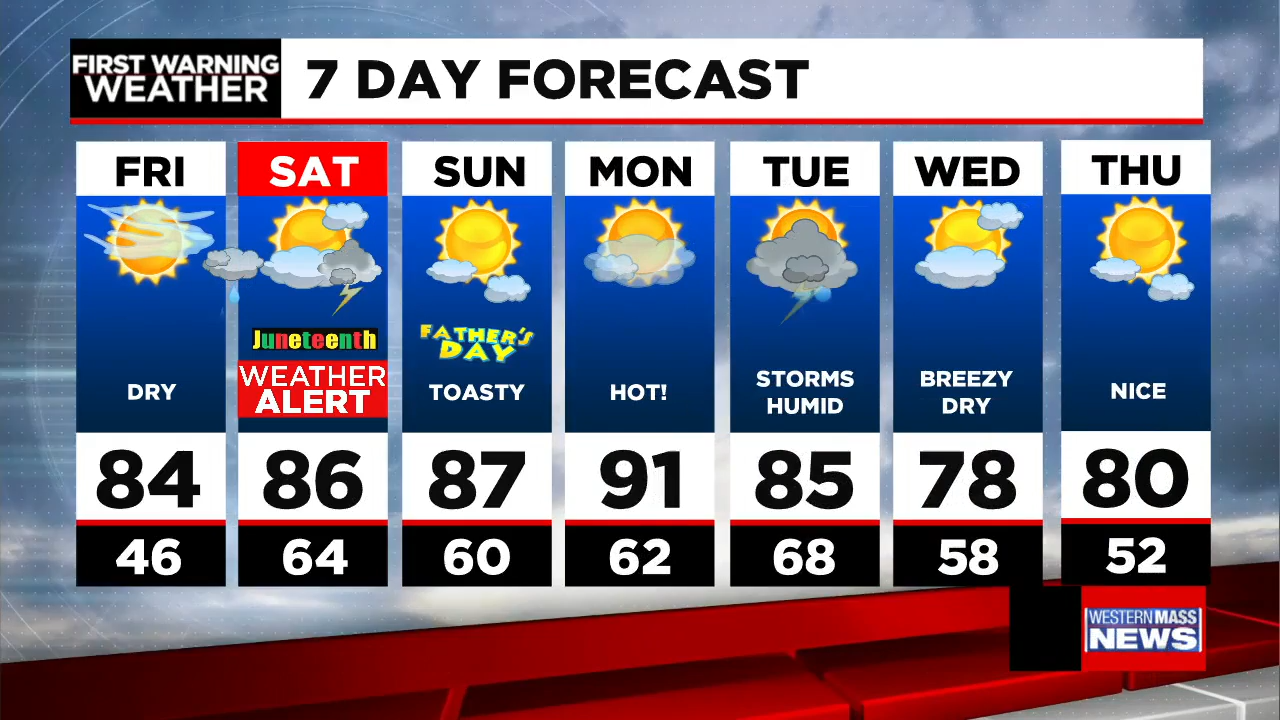 FIRST WARNING
WEATHER
7 DAY FORECAST
FRI
SAT
SUN
MON
TUE
WED
THU
Juneteenth
FATHER'S
DAY
DRY
WEATHER
ALERT
TOASTY
HOT!
STORMS
HUMID
BREEZY
DRY
NICE
84
86
87
91
85
78
80
46
64
60
62
68
58
52
WESTERN MASS
NEWS